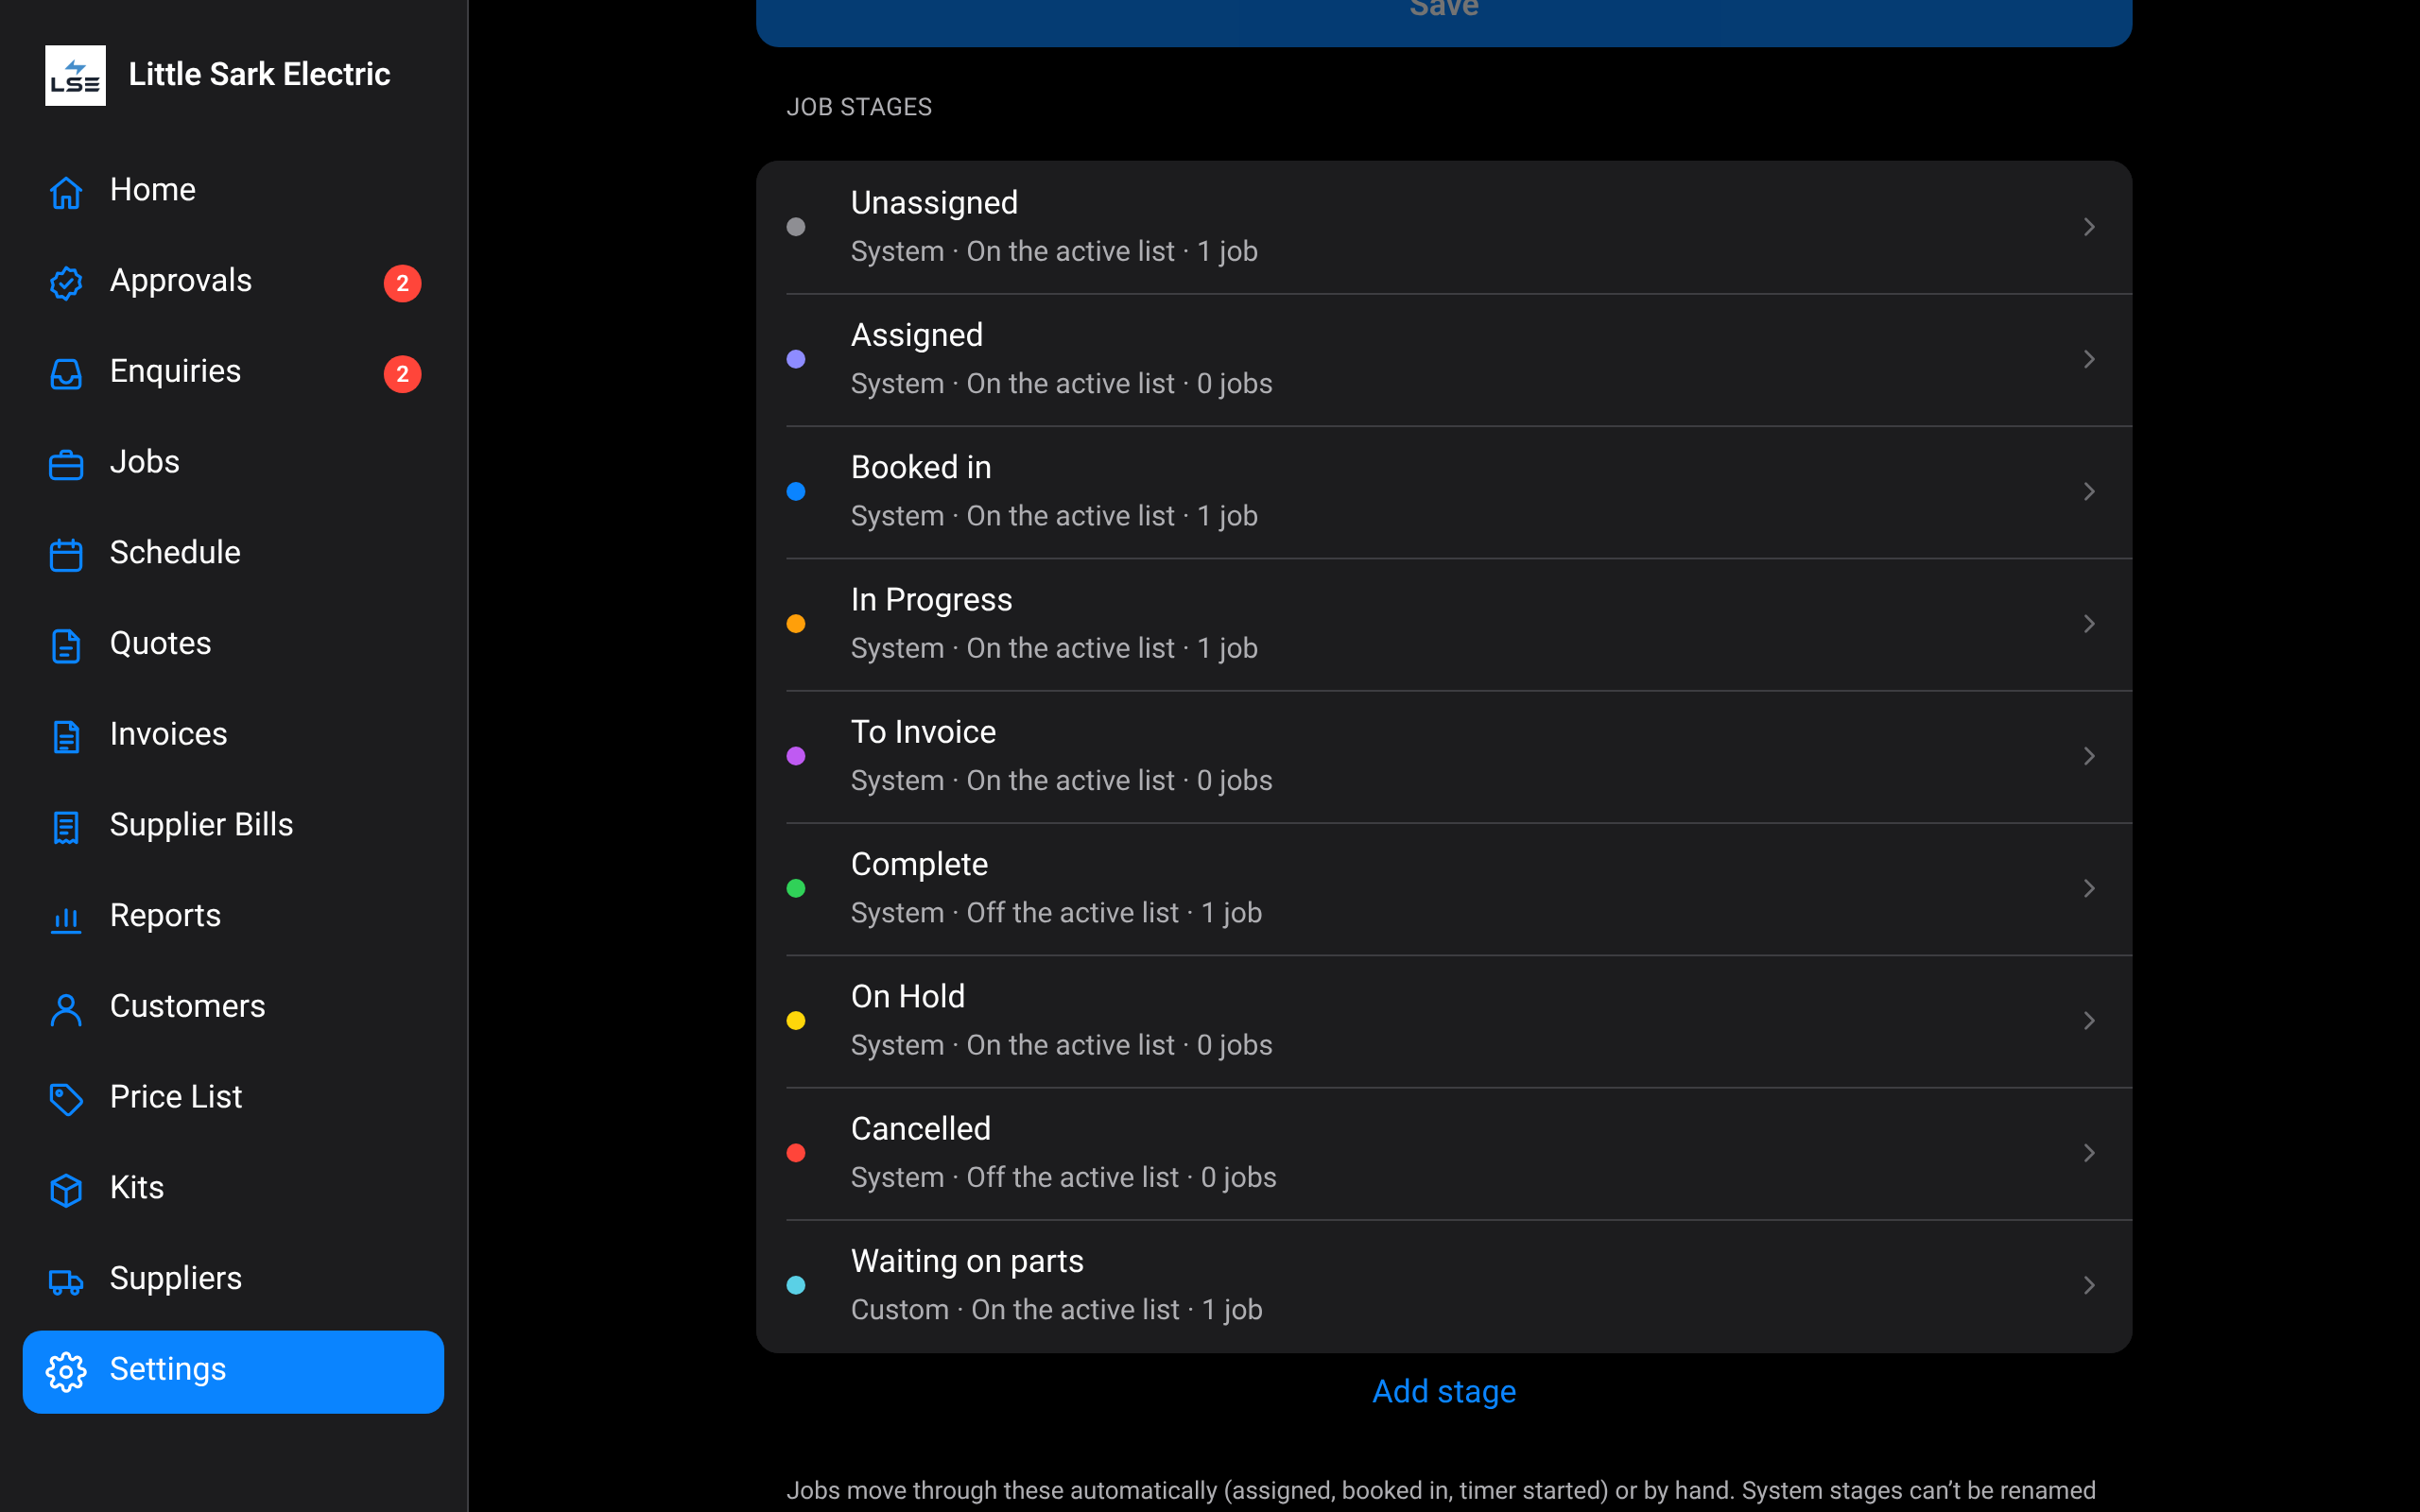 LSE
Little Sark Electric
Home
Approvals
2
Enquiries
2
Jobs
Schedule
Quotes
Invoices
Supplier Bills
Reports
Customers
Price List
Kits
Suppliers
Settings
Save
JOB STAGES
Unassigned
System · On the active list · 1 job
Assigned
System · On the active list · 0 jobs
Booked in
System · On the active list · 1 job
In Progress
System · On the active list · 1 job
To Invoice
System · On the active list · 0 jobs
Complete
System · Off the active list · 1 job
On Hold
System · On the active list · 0 jobs
Cancelled
System · Off the active list · 0 jobs
Waiting on parts
Custom · On the active list · 1 job
Add stage
Jobs move through these automatically (assigned, booked in, timer started) or by hand. System stages can’t be renamed